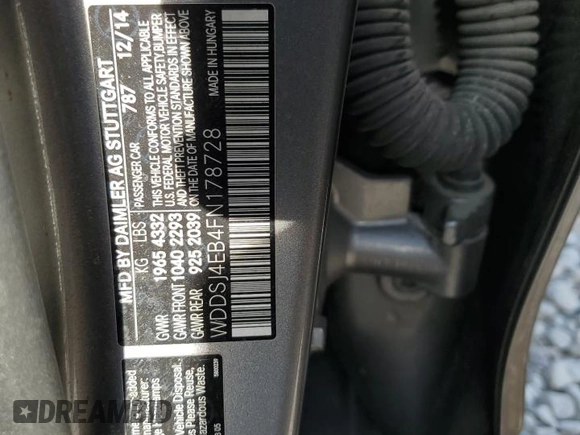 MFD BY DAIMLER AG STUTTGART
PASSENGER CAR 787 12/14
KG LBS
GVWR 1965 4332
GAWR FRONT 1040 2293
GAWR REAR 925 2039
THIS VEHICLE CONFORMS TO ALL APPLICABLE
U.S. FEDERAL MOTOR VEHICLE SAFETY, BUMPER
AND THEFT PREVENTION STANDARDS IN EFFECT
ON THE DATE OF MANUFACTURE SHOWN ABOVE
MADE IN HUNGARY
WDDSJ4EB4FN178728
added
Vehicle Disposal,
Please Reuse,
Hazardous Waste.
DREAMBID